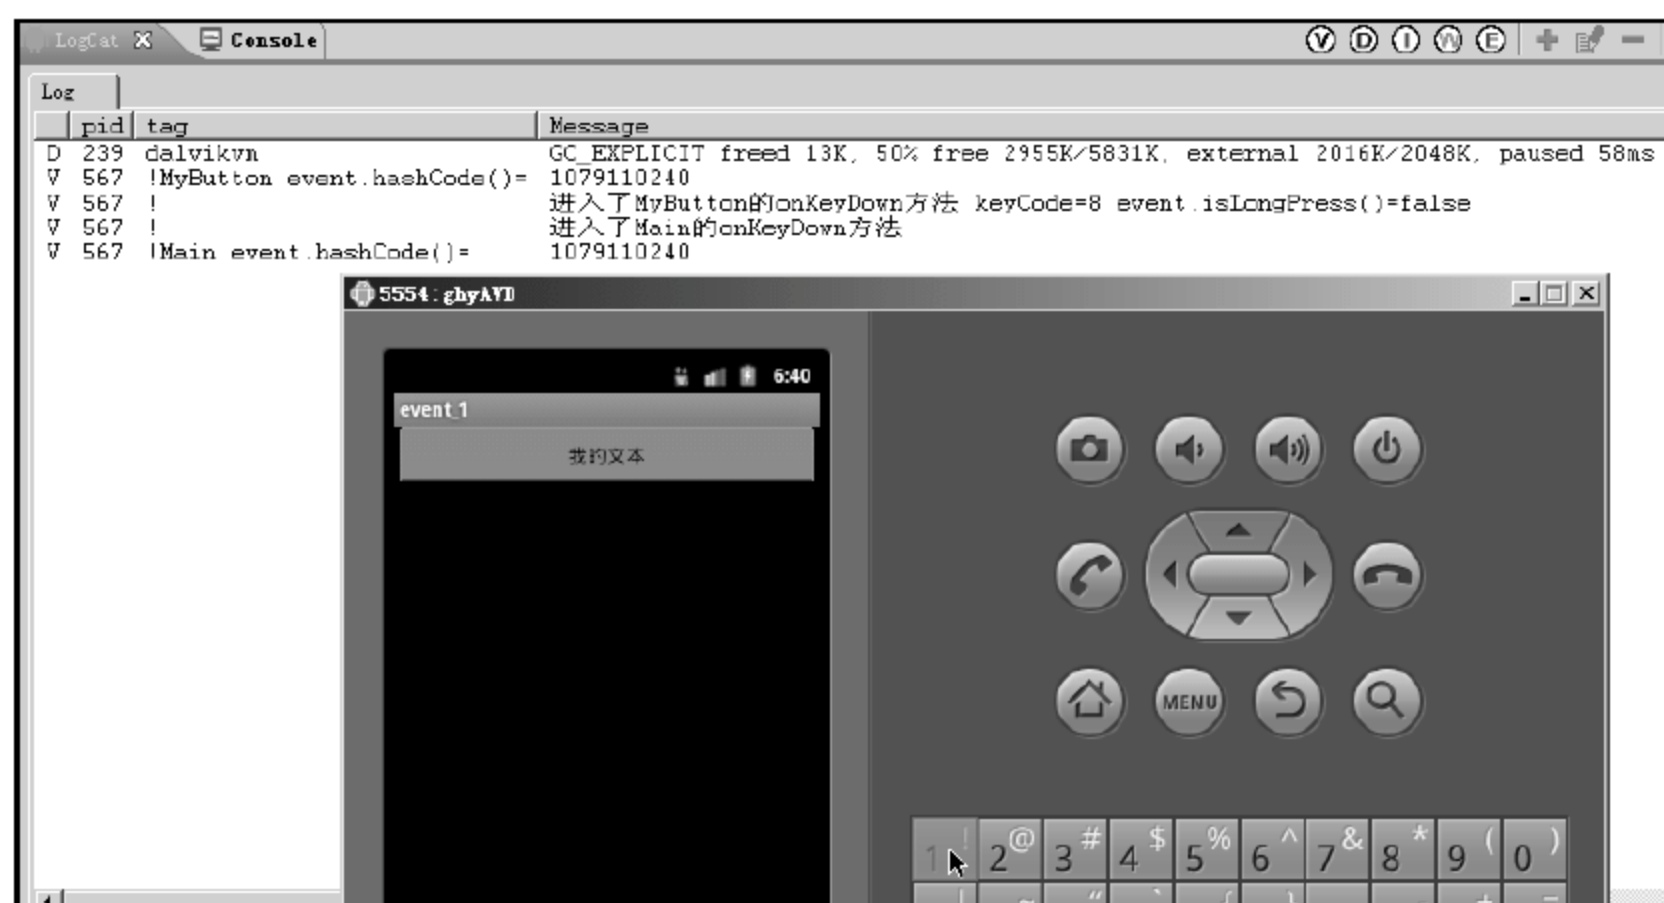 LogCat Console
V D I W E
Log
pid tag Message
D 239 dalvikvm GC_EXPLICIT freed 13K, 50% free 2955K/5831K, external 2016K/2048K, paused 58ms
V 567 !MyButton event.hashCode()= 1079110240
V 567 ! 进入了MyButton的onKeyDown方法 keyCode=8 event.isLongPress()=false
V 567 ! 进入了Main的onKeyDown方法
V 567 !Main event.hashCode()= 1079110240
5554:ghyAVD
6:40
event_1
我的文本
MENU
1 ! 2 @ 3 # 4 $ 5 % 6 ^ 7 & 8 * 9 ( 0 )